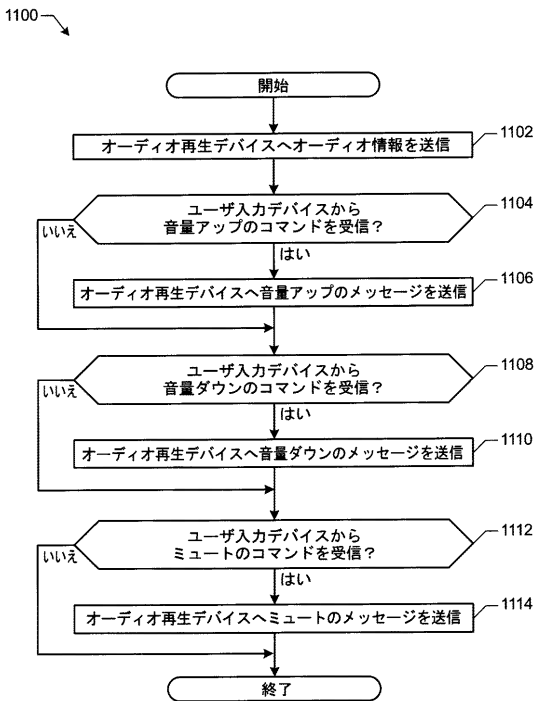 1100
開始
オーディオ再生デバイスへオーディオ情報を送信
1102
ユーザ入力デバイスから
音量アップのコマンドを受信?
1104
いいえ
はい
オーディオ再生デバイスへ音量アップのメッセージを送信
1106
ユーザ入力デバイスから
音量ダウンのコマンドを受信?
1108
いいえ
はい
オーディオ再生デバイスへ音量ダウンのメッセージを送信
1110
ユーザ入力デバイスから
ミュートのコマンドを受信?
1112
いいえ
はい
オーディオ再生デバイスへミュートのメッセージを送信
1114
終了